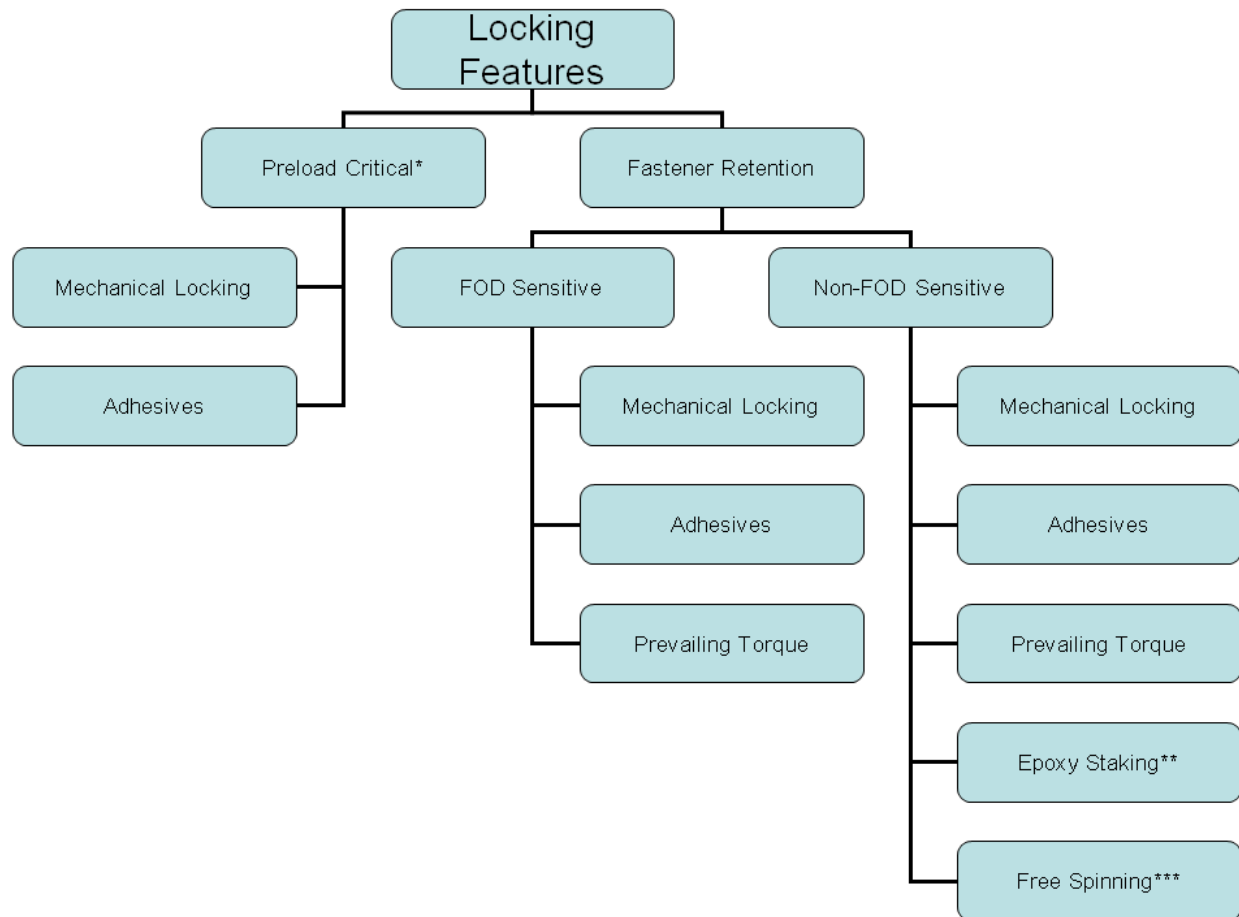 Locking
Features
Preload Critical*
Fastener Retention
Mechanical Locking
FOD Sensitive
Non-FOD Sensitive
Adhesives
Mechanical Locking
Mechanical Locking
Adhesives
Adhesives
Prevailing Torque
Prevailing Torque
Epoxy Staking**
Free Spinning***